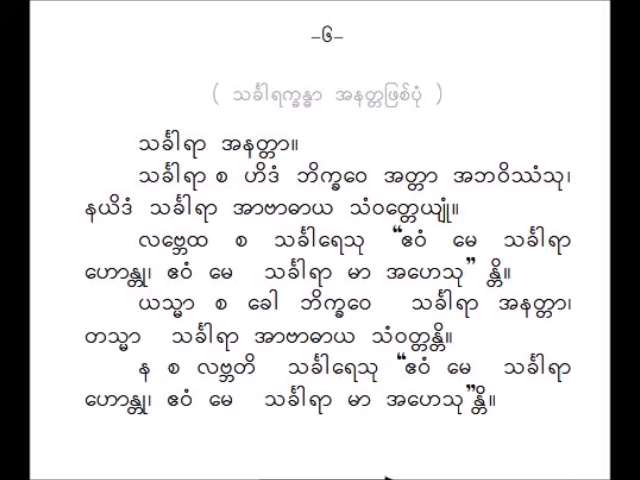 –၆–
( သင်္ခါရက္ခန္ဓာ အနတ္တဖြစ်ပုံ )
သင်္ခါရာ အနတ္တာ။
သင်္ခါရာ စ ဟိဒံ ဘိက္ခဝေ အတ္တာ အဘဝိဿံသု၊
နယိဒံ သင်္ခါရာ အာဗာဓာယ သံဝတ္တေယျုံ။
လဗ္ဘေထ စ သင်္ခါရေသု “ဧဝံ မေ သင်္ခါရာ
ဟောန္တု၊ ဧဝံ မေ သင်္ခါရာ မာ အဟေသု” န္တိ။
ယသ္မာ စ ခေါ ဘိက္ခဝေ သင်္ခါရာ အနတ္တာ၊
တသ္မာ သင်္ခါရာ အာဗာဓာယ သံဝတ္တန္တိ။
န စ လဗ္ဘတိ သင်္ခါရေသု “ဧဝံ မေ သင်္ခါရာ
ဟောန္တု၊ ဧဝံ မေ သင်္ခါရာ မာ အဟေသု”န္တိ။